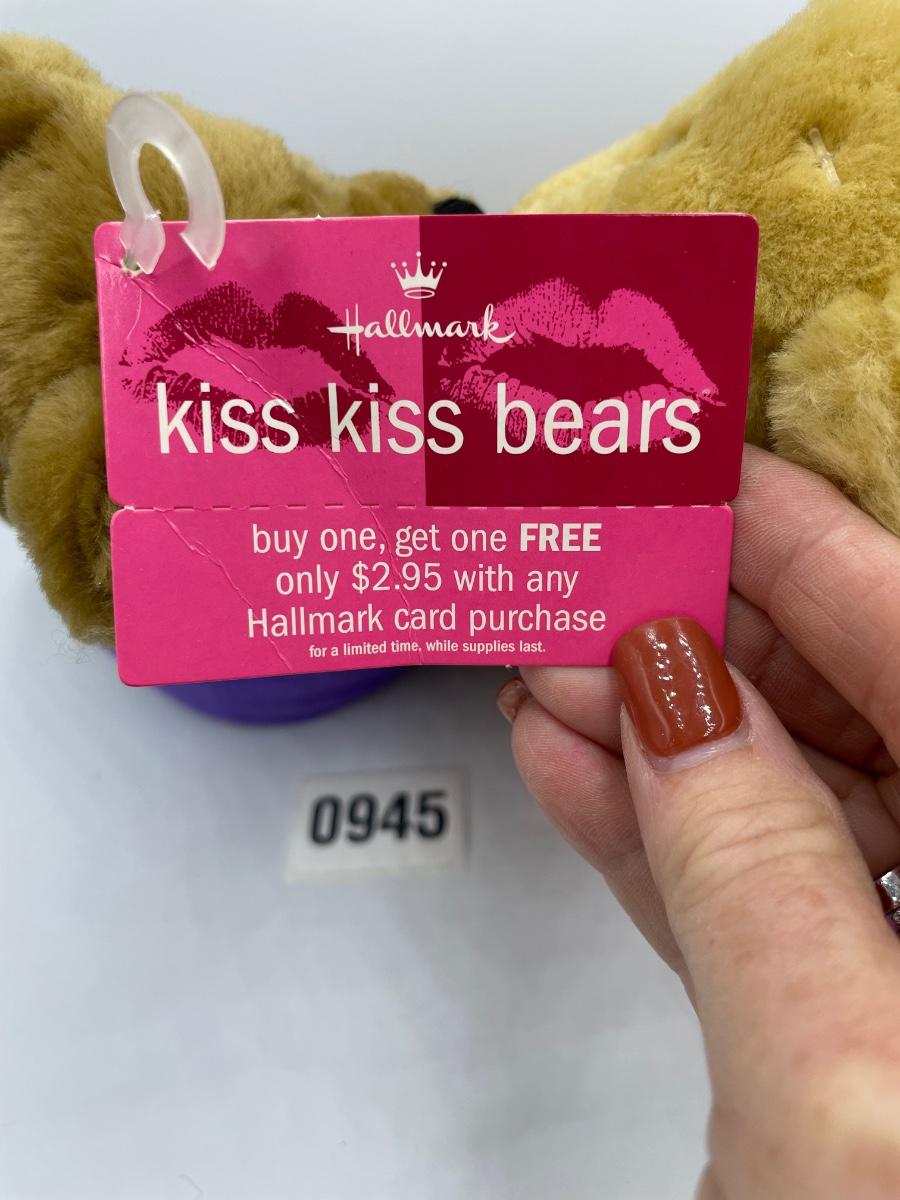 Hallmark
kiss kiss bears
buy one, get one FREE
only $2.95 with any
Hallmark card purchase
for a limited time, while supplies last.
0945